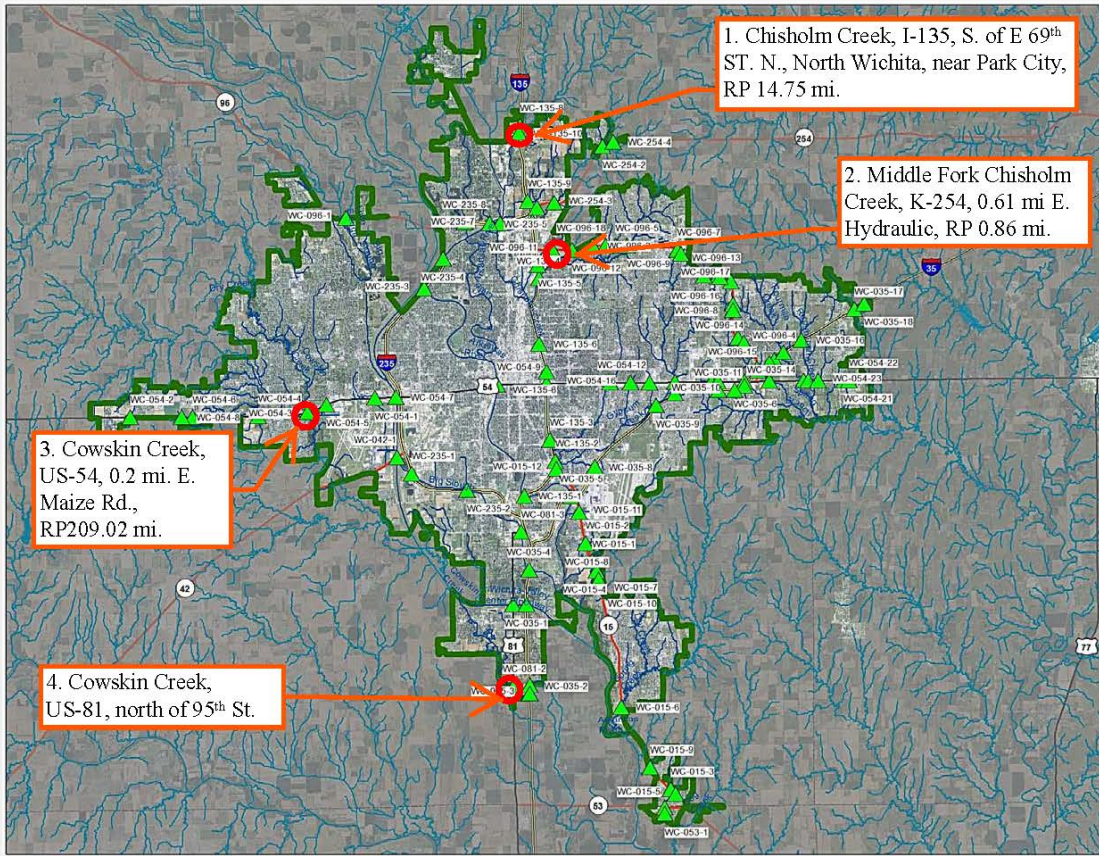 1. Chisholm Creek, I-135, S. of E 69th
ST. N., North Wichita, near Park City,
RP 14.75 mi.
2. Middle Fork Chisholm
Creek, K-254, 0.61 mi E.
Hydraulic, RP 0.86 mi.
3. Cowskin Creek,
US-54, 0.2 mi. E.
Maize Rd.,
RP209.02 mi.
4. Cowskin Creek,
US-81, north of 95th St.
135
96
254
WC-135-8
WC-254-4
WC-254-2
WC-135-9
WC-254-3
WC-096-1
WC-235-8
WC-235-7
WC-235-5
WC-096-18
WC-096-5
WC-096-7
WC-096-11
WC-096-13
WC-096-9
WC-096-12
WC-235-4
WC-096-17
35
WC-235-3
WC-135-5
WC-096-16
WC-035-17
WC-096-8
WC-035-18
WC-096-14
WC-096-4
WC-135-6
WC-035-16
WC-096-15
235
WC-054-9
WC-054-12
WC-035-11
WC-035-14
WC-054-22
54
WC-054-16
WC-035-10
WC-054-23
WC-054-2
WC-054-6
WC-054-7
WC-035-6
WC-054-21
WC-054-8
WC-054-1
WC-054-5
WC-035-9
WC-135-3
WC-042-1
WC-135-2
WC-235-1
WC-015-12
WC-035-8
WC-035-5
WC-235-2
WC-135-1
WC-081-3
WC-015-11
WC-015-2
WC-015-1
WC-035-4
WC-015-8
42
WC-015-4
WC-015-7
WC-015-10
WC-035-1
15
81
77
WC-081-2
WC-035-2
WC-015-6
WC-015-9
WC-015-3
WC-015-5
53
WC-053-1